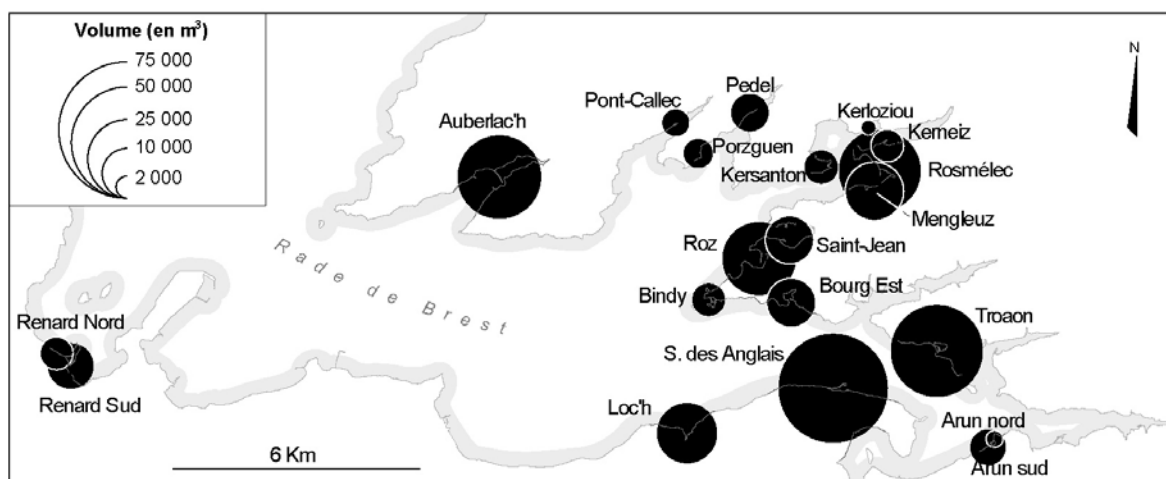 Volume (en m³)
75 000
50 000
25 000
10 000
2 000
N
Auberlac'h
Pont-Callec
Pedel
Porzguen
Kerloziou
Kerneiz
Kersanton
Rosmélec
Mengleuz
Roz
Saint-Jean
Bindy
Bourg Est
Rade de Brest
Troaon
Renard Nord
Renard Sud
S. des Anglais
Loc'h
Arun nord
Arun sud
6 Km